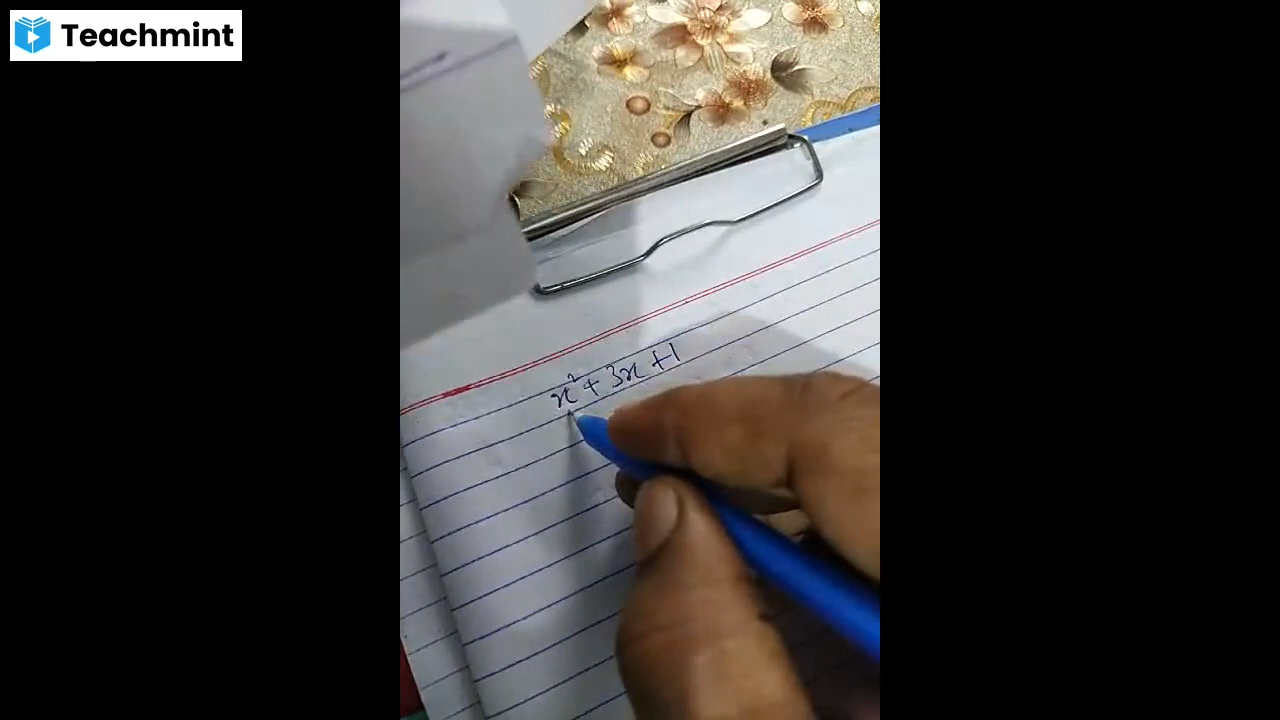 Teachmint
x² + 3x + 1